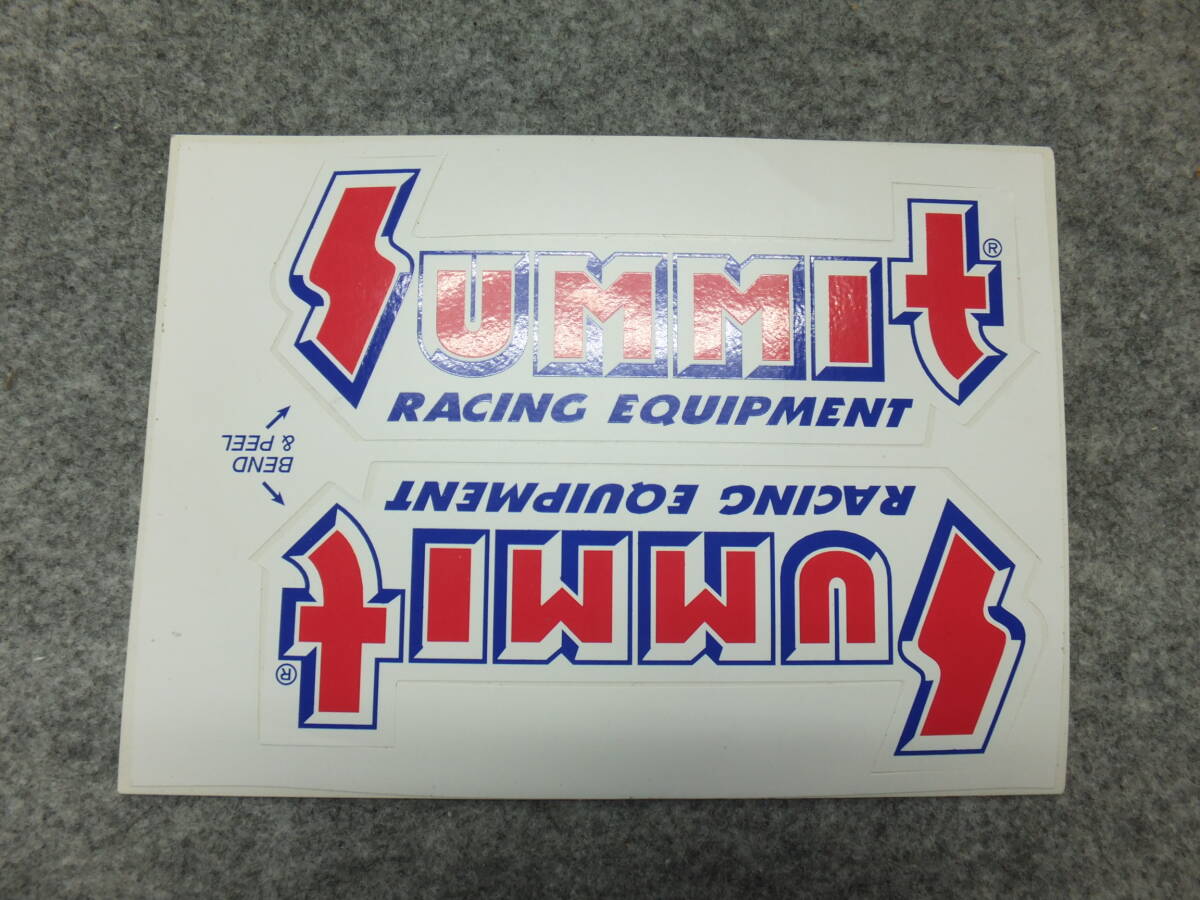 Summit®
RACING EQUIPMENT
BEND
& PEEL
RACING EQUIPMENT
Summit®